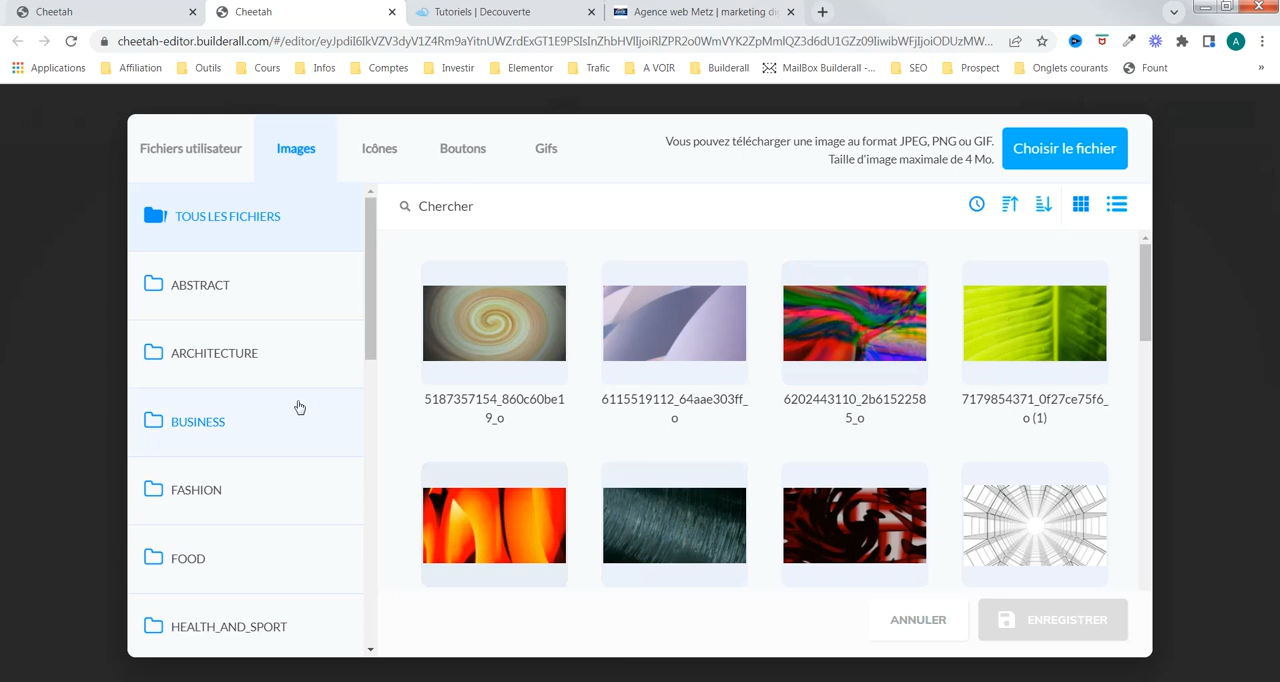 Cheetah
Cheetah
Tutoriels | Decouverte
Agence web Metz | marketing di
cheetah-editor.builderall.com/#/editor/eyJpdiI6IkVZV3dyV1Z4Rm9aYitnUWZrdExGT1E9PSIsInZhbHVlIjoiRlZPR2o0WmVYK2ZpMmlQZ3d6dU1GZz09IiwibWFjIjoiODUzMW...
A
Applications
Affiliation
Outils
Cours
Infos
Comptes
Investir
Elementor
Trafic
A VOIR
Builderall
MailBox Builderall -...
SEO
Prospect
Onglets courants
Fount
»
Fichiers utilisateur
Images
Icônes
Boutons
Gifs
Vous pouvez télécharger une image au format JPEG, PNG ou GIF.
Taille d'image maximale de 4 Mo.
Choisir le fichier
TOUS LES FICHIERS
ABSTRACT
ARCHITECTURE
BUSINESS
FASHION
FOOD
HEALTH_AND_SPORT
Chercher
5187357154_860c60be1
9_o
6115519112_64aae303ff_
o
6202443110_2b6152258
5_o
7179854371_0f27ce75f6_
o (1)
ANNULER
ENREGISTRER